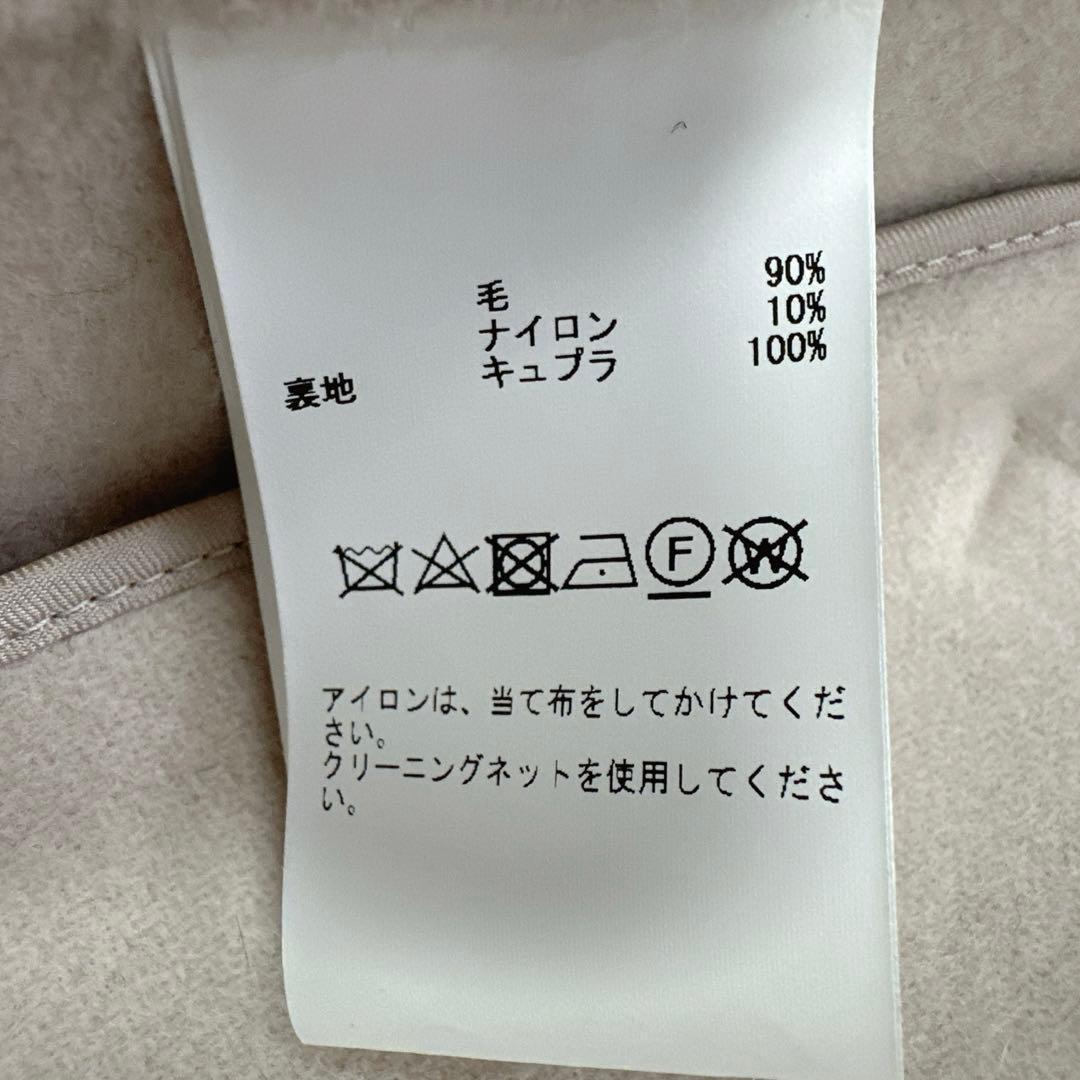 毛 90%
ナイロン 10%
裏地 キュプラ 100%
F W
アイロンは、当て布をしてかけてくだ
さい。
クリーニングネットを使用してくださ
い。